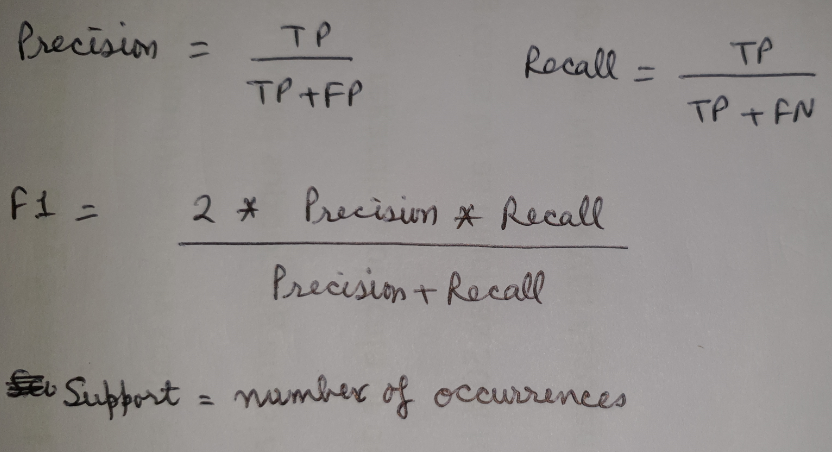 Precision = TP / TP+FP
Recall = TP / TP + FN
F1 = 2 * Precision * Recall / Precision + Recall
Support = number of occurrences